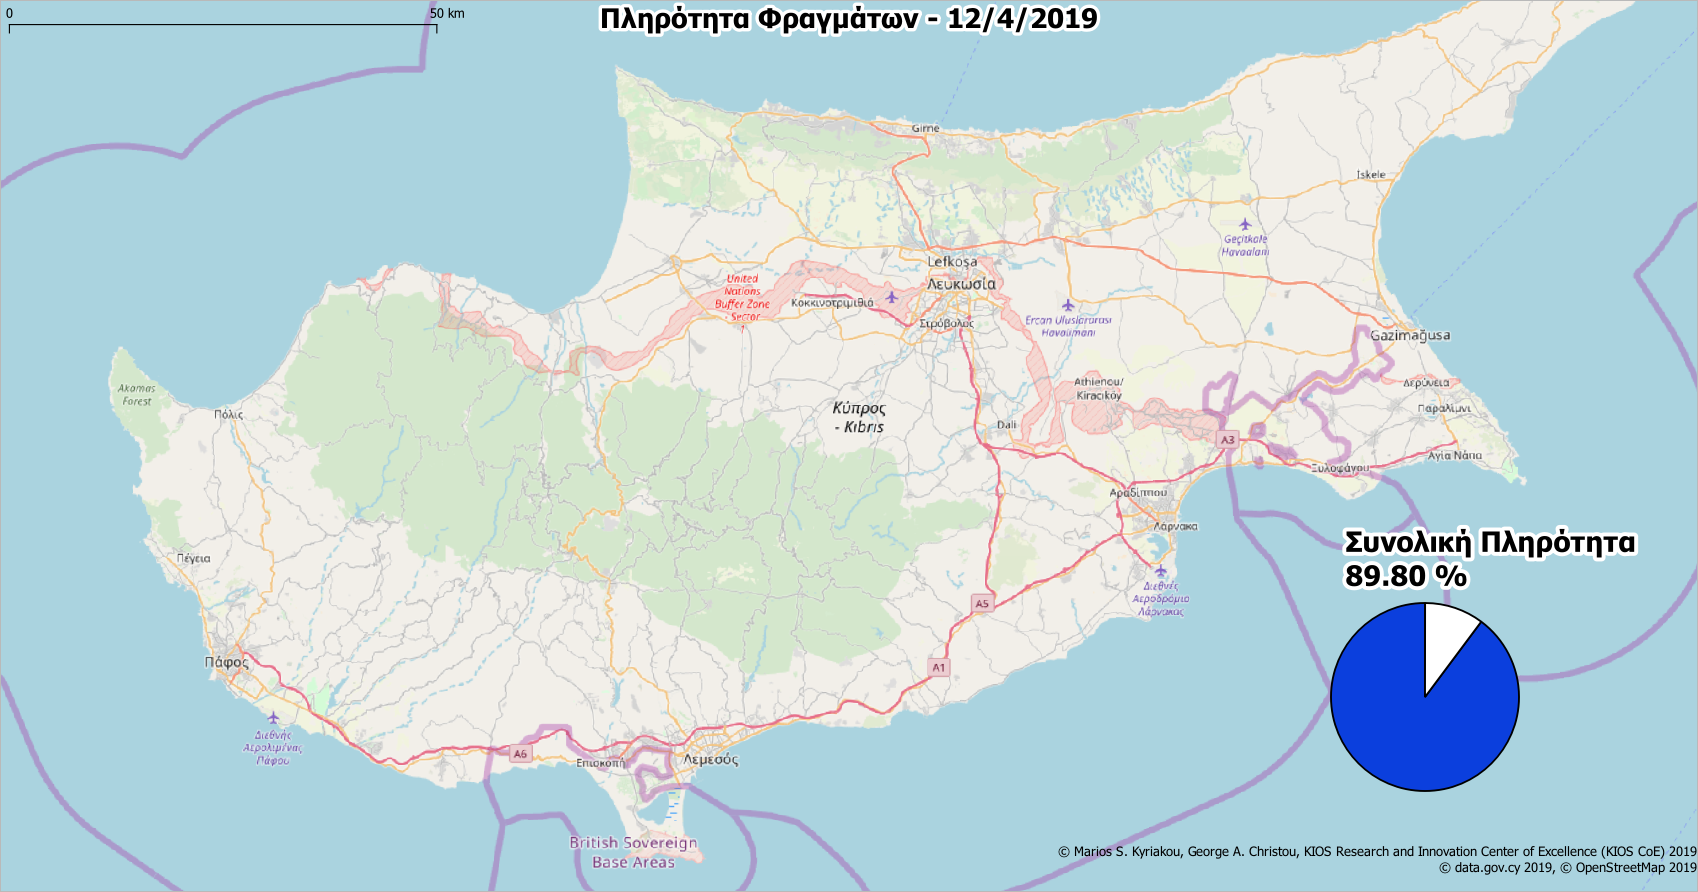 0
50 km
Πληρότητα Φραγμάτων - 12/4/2019
Girne
İskele
Geçitkale
Havaalanı
Lefkoşa
Λευκωσία
United
Nations
Buffer Zone
- Sector
Κοκκινοτριμιθιά
Στρόβολος
Ercan Uluslararası
Havalimanı
Gazimağusa
Akamas
Forest
Πόλις
Athienou/
Kiracıköy
Δερύνεια
Κύπρος
- Kıbrıs
Παραλίμνι
Dali
A3
Αγία Νάπα
Ξυλοφάγου
Αραδίππου
Λάρνακα
Συνολική Πληρότητα
89.80 %
Πέγεια
Διεθνής
Αεροδρόμιο
Λάρνακας
A5
Πάφος
A1
Διεθνής
Αερολιμένας
Πάφου
A6
Επισκοπή
Λεμεσός
British Sovereign
Base Areas
© Marios S. Kyriakou, George A. Christou, KIOS Research and Innovation Center of Excellence (KIOS CoE) 2019
© data.gov.cy 2019, © OpenStreetMap 2019